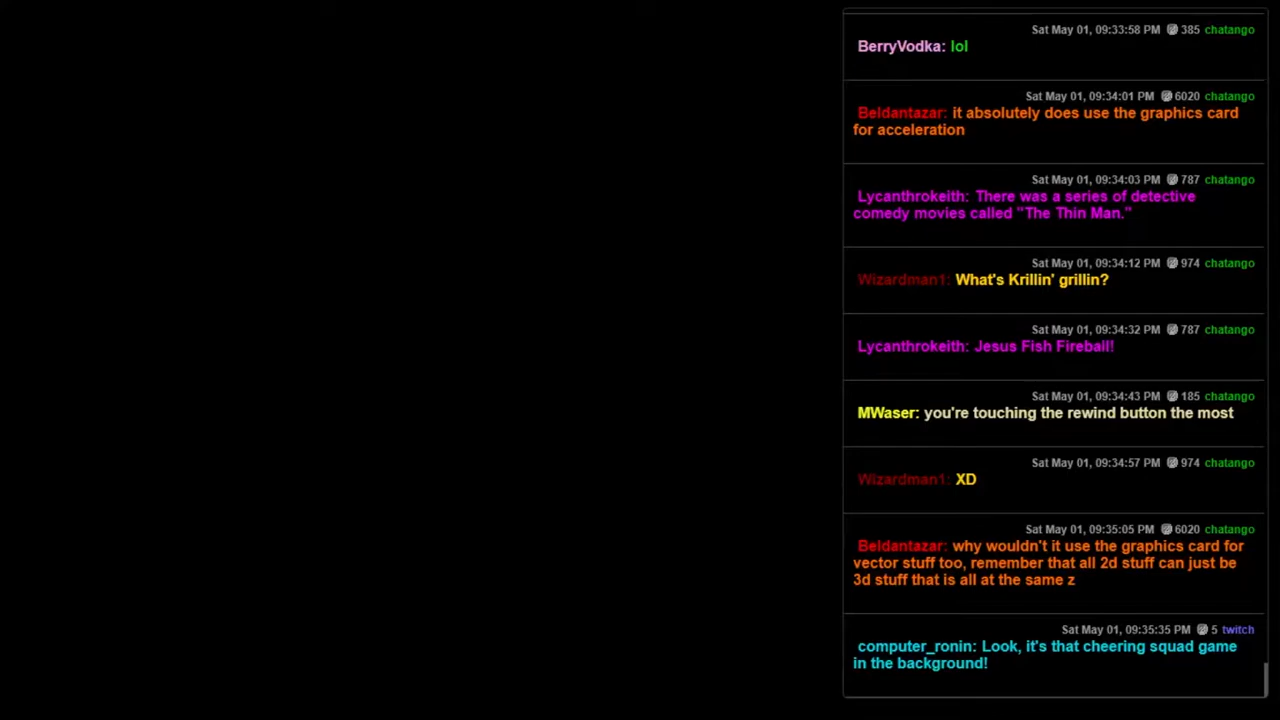 Sat May 01, 09:33:58 PM 385 chatango
BerryVodka: lol
Sat May 01, 09:34:01 PM 6020 chatango
Beldantazar: it absolutely does use the graphics card
for acceleration
Sat May 01, 09:34:03 PM 787 chatango
Lycanthrokeith: There was a series of detective
comedy movies called "The Thin Man."
Sat May 01, 09:34:12 PM 974 chatango
Wizardman1: What's Krillin' grillin?
Sat May 01, 09:34:32 PM 787 chatango
Lycanthrokeith: Jesus Fish Fireball!
Sat May 01, 09:34:43 PM 185 chatango
MWaser: you're touching the rewind button the most
Sat May 01, 09:34:57 PM 974 chatango
Wizardman1: XD
Sat May 01, 09:35:05 PM 6020 chatango
Beldantazar: why wouldn't it use the graphics card for
vector stuff too, remember that all 2d stuff can just be
3d stuff that is all at the same z
Sat May 01, 09:35:35 PM 5 twitch
computer_ronin: Look, it's that cheering squad game
in the background!